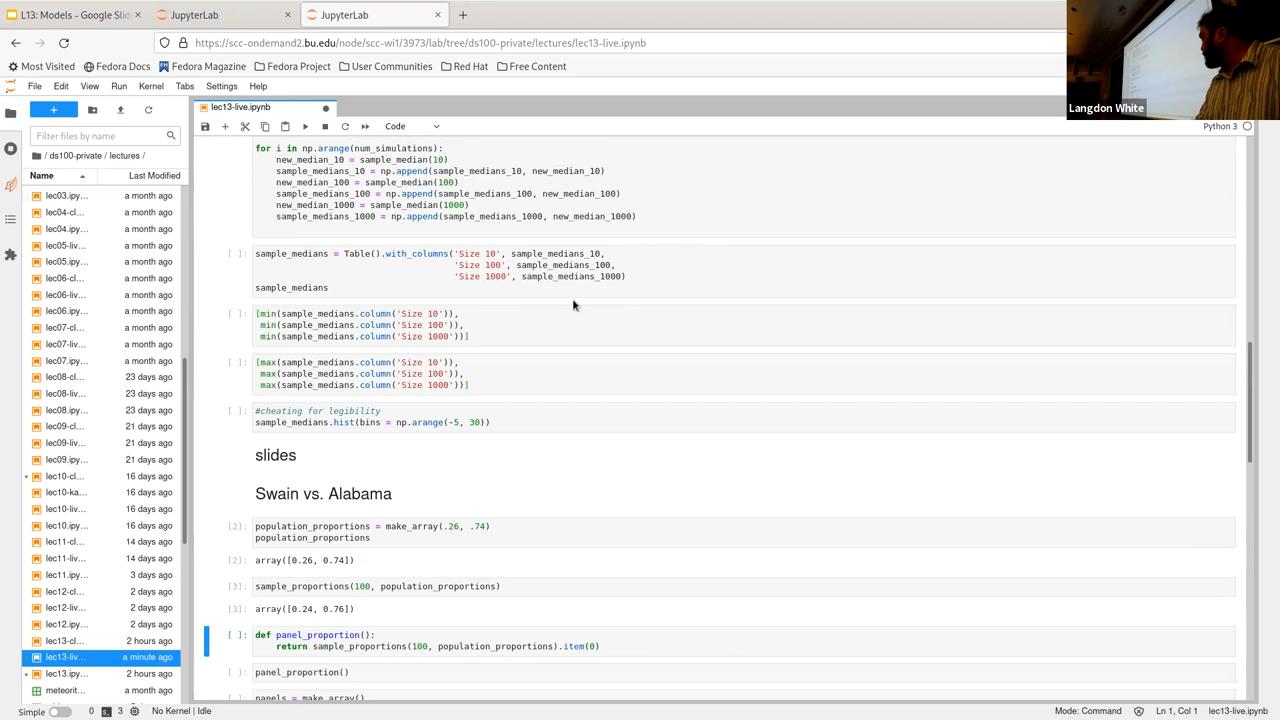 L13: Models - Google Slid
JupyterLab
JupyterLab
https://scc-ondemand2.bu.edu/node/scc-wi1/3973/lab/tree/ds100-private/lectures/lec13-live.ipynb
Most Visited Fedora Docs Fedora Magazine Fedora Project User Communities Red Hat Free Content
Langdon White
File Edit View Run Kernel Tabs Settings Help
lec13-live.ipynb
Code
Python 3
Filter files by name
/ ds100-private / lectures /
Name Last Modified
lec03.ipy... a month ago
lec04-cl... a month ago
lec04.ipy... a month ago
lec05-liv... a month ago
lec05.ipy... a month ago
lec06-cl... a month ago
lec06-liv... a month ago
lec06.ipy... a month ago
lec07-cl... a month ago
lec07-liv... a month ago
lec07.ipy... a month ago
lec08-cl... 23 days ago
lec08-liv... 23 days ago
lec08.ipy... 23 days ago
lec09-cl... 21 days ago
lec09-liv... 21 days ago
lec09.ipy... 21 days ago
lec10-cl... 16 days ago
lec10-ka... 16 days ago
lec10-liv... 16 days ago
lec10.ipy... 16 days ago
lec11-cl... 14 days ago
lec11-liv... 14 days ago
lec11.ipy... 3 days ago
lec12-cl... 2 days ago
lec12-liv... 2 days ago
lec12.ipy... 2 days ago
lec13-cl... 2 hours ago
lec13-liv... a minute ago
lec13.ipy... 2 hours ago
meteorit... a month ago
for i in np.arange(num_simulations):
new_median_10 = sample_median(10)
sample_medians_10 = np.append(sample_medians_10, new_median_10)
new_median_100 = sample_median(100)
sample_medians_100 = np.append(sample_medians_100, new_median_100)
new_median_1000 = sample_median(1000)
sample_medians_1000 = np.append(sample_medians_1000, new_median_1000)
[ ]: sample_medians = Table().with_columns('Size 10', sample_medians_10,
'Size 100', sample_medians_100,
'Size 1000', sample_medians_1000)
sample_medians
[ ]: [min(sample_medians.column('Size 10')),
min(sample_medians.column('Size 100')),
min(sample_medians.column('Size 1000'))]
[ ]: [max(sample_medians.column('Size 10')),
max(sample_medians.column('Size 100')),
max(sample_medians.column('Size 1000'))]
[ ]: #cheating for legibility
sample_medians.hist(bins = np.arange(-5, 30))
slides
Swain vs. Alabama
[2]: population_proportions = make_array(.26, .74)
population_proportions
[2]: array([0.26, 0.74])
[3]: sample_proportions(100, population_proportions)
[3]: array([0.24, 0.76])
[ ]: def panel_proportion():
return sample_proportions(100, population_proportions).item(0)
[ ]: panel_proportion()
[ ]: panels = make_array()
Simple 0 3 No Kernel | Idle
Mode: Command Ln 1, Col 1 lec13-live.ipynb